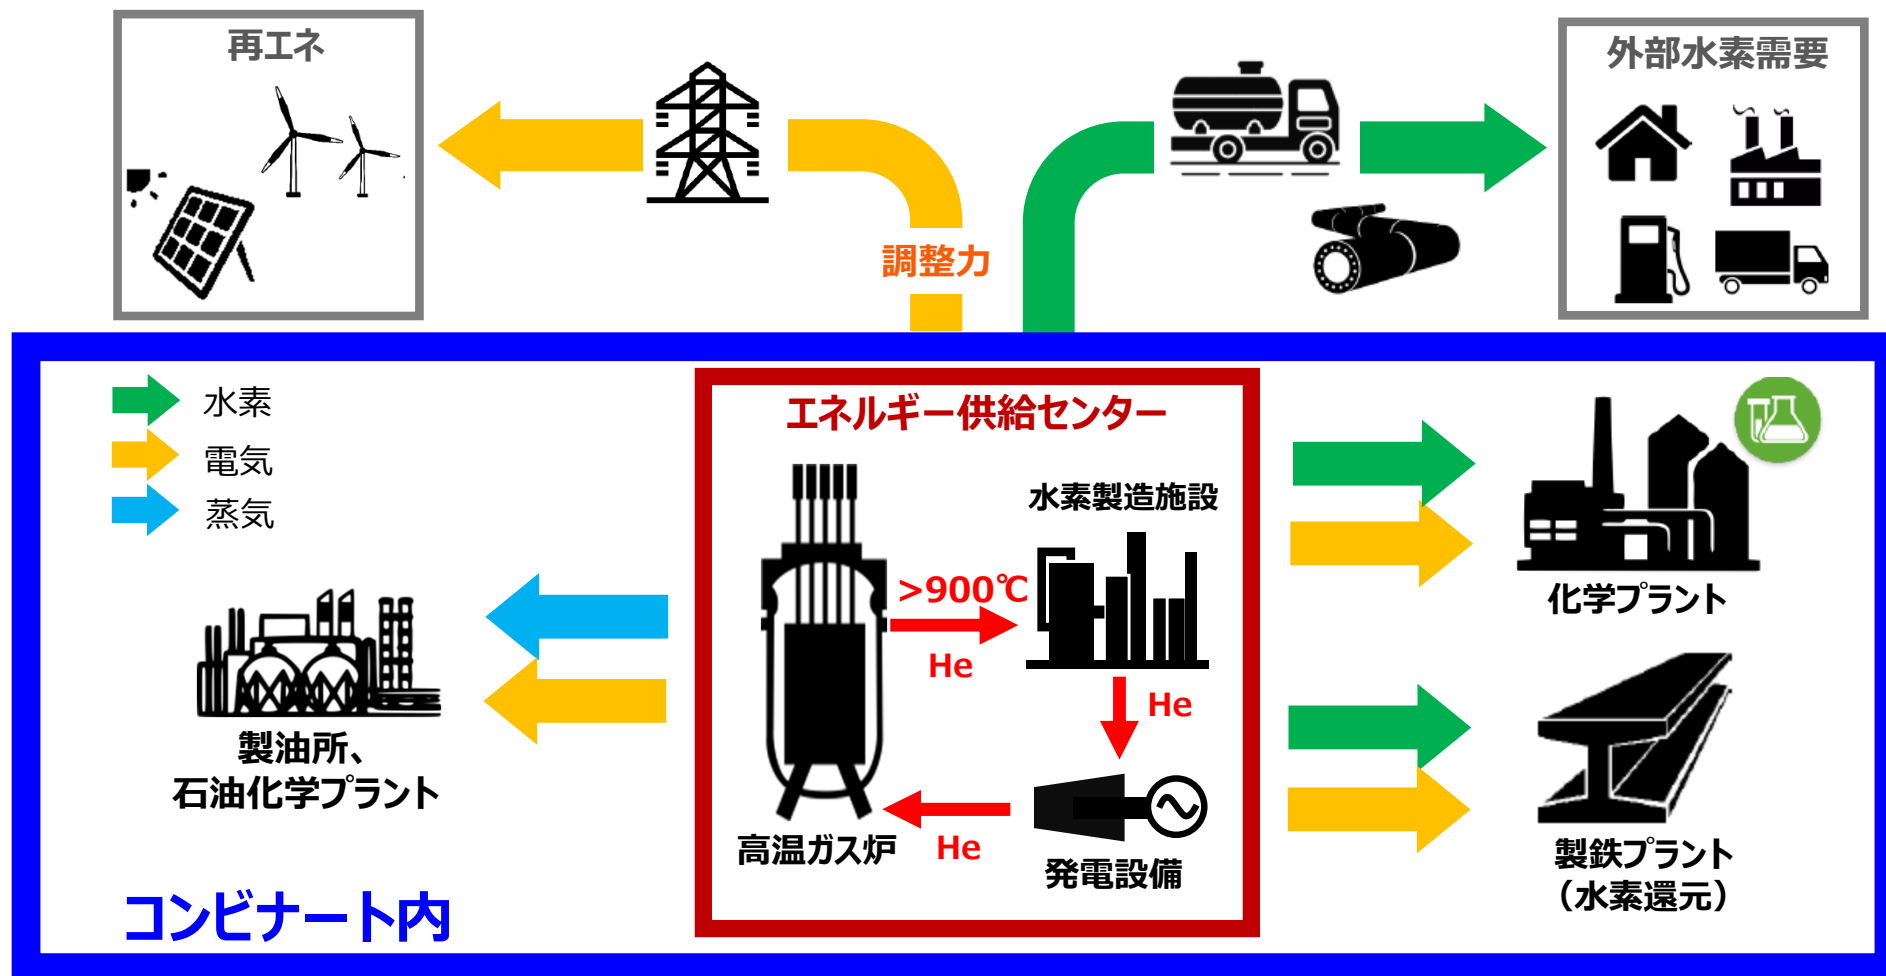 再エネ
外部水素需要
調整力
水素
電気
蒸気
エネルギー供給センター
水素製造施設
>900℃
He
He
He
高温ガス炉
発電設備
製油所、
石油化学プラント
化学プラント
製鉄プラント
（水素還元）
コンビナート内